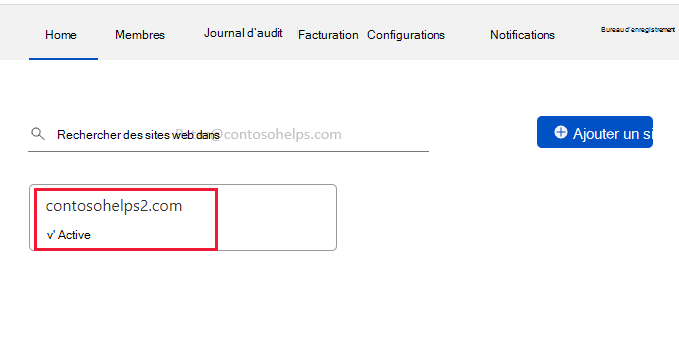 Home Membres Journal d'audit Facturation Configurations Notifications Bureau d'enregistrement
Rechercher des sites web dans @contosohelps.com
Ajouter un si
contosohelps2.com
v' Active